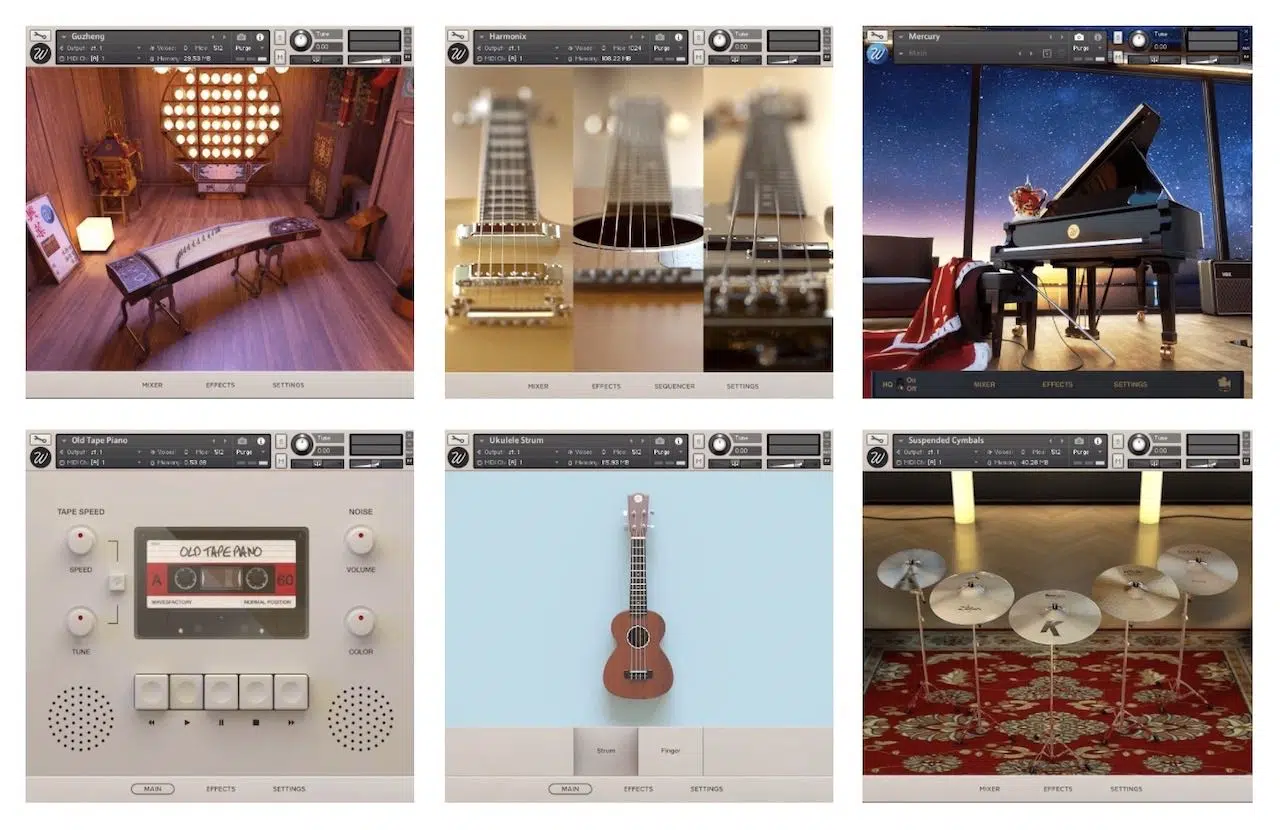 Guzheng
Output: st. 1 Voices: 0 Max: 512 Purge
MIDI Ch: [A] 1 Memory: 29.53 MB
Tune
0.00
S
M
MIXER EFFECTS SETTINGS
Harmonix
Output: st. 1 Voices: 0 Max: 1024 Purge
MIDI Ch: [A] 1 Memory: 108.22 MB
Tune
0.00
S
M
MIXER EFFECTS SEQUENCER SETTINGS
Mercury
Main
Purge
Tune
0.00
S
M
VOX
HQ On
Off
MIXER EFFECTS SETTINGS
Old Tape Piano
Output: st. 1 Voices: 0 Max: 512 Purge
MIDI Ch: [A] 1 Memory: 0.53 GB
Tune
0.00
S
M
TAPE SPEED
NOISE
SPEED
VOLUME
OLD TAPE PIANO
A 60
WAVESFACTORY NORMAL POSITION
TUNE
COLOR
MAIN EFFECTS SETTINGS
Ukulele Strum
Output: st. 1 Voices: 0 Max: 512 Purge
MIDI Ch: [A] 1
Tune
0.00
S
M
Strum Finger
MAIN EFFECTS SETTINGS
Suspended Cymbals
Output: st. 1 Voices: 0 Max: 512 Purge
MIDI Ch: [A] 1 Memory: 40.28 MB
Tune
0.00
S
M
K
MIXER EFFECTS SETTINGS